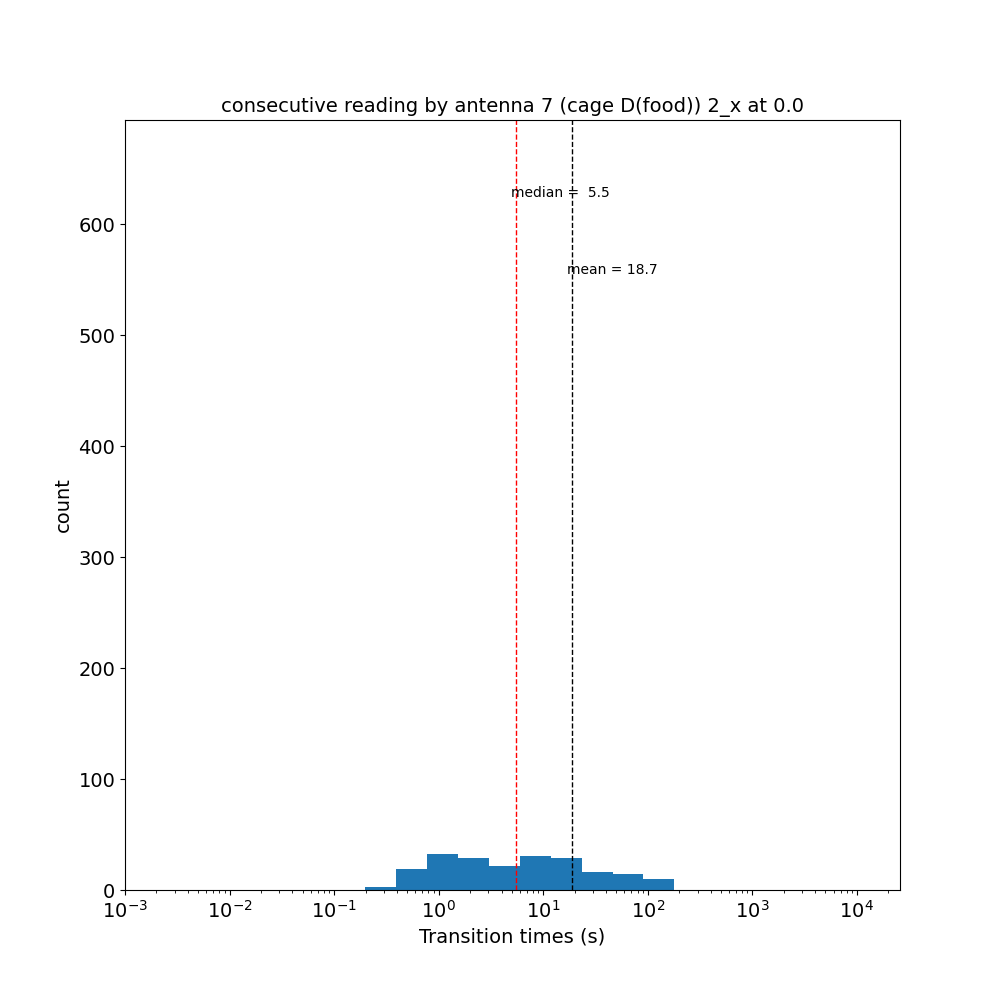 consecutive reading by antenna 7 (cage D(food)) 2_x at 0.0
median =  5.5
mean = 18.7
600
500
400
300
200
100
0
count
10⁻³ 10⁻² 10⁻¹ 10⁰ 10¹ 10² 10³ 10⁴
Transition times (s)